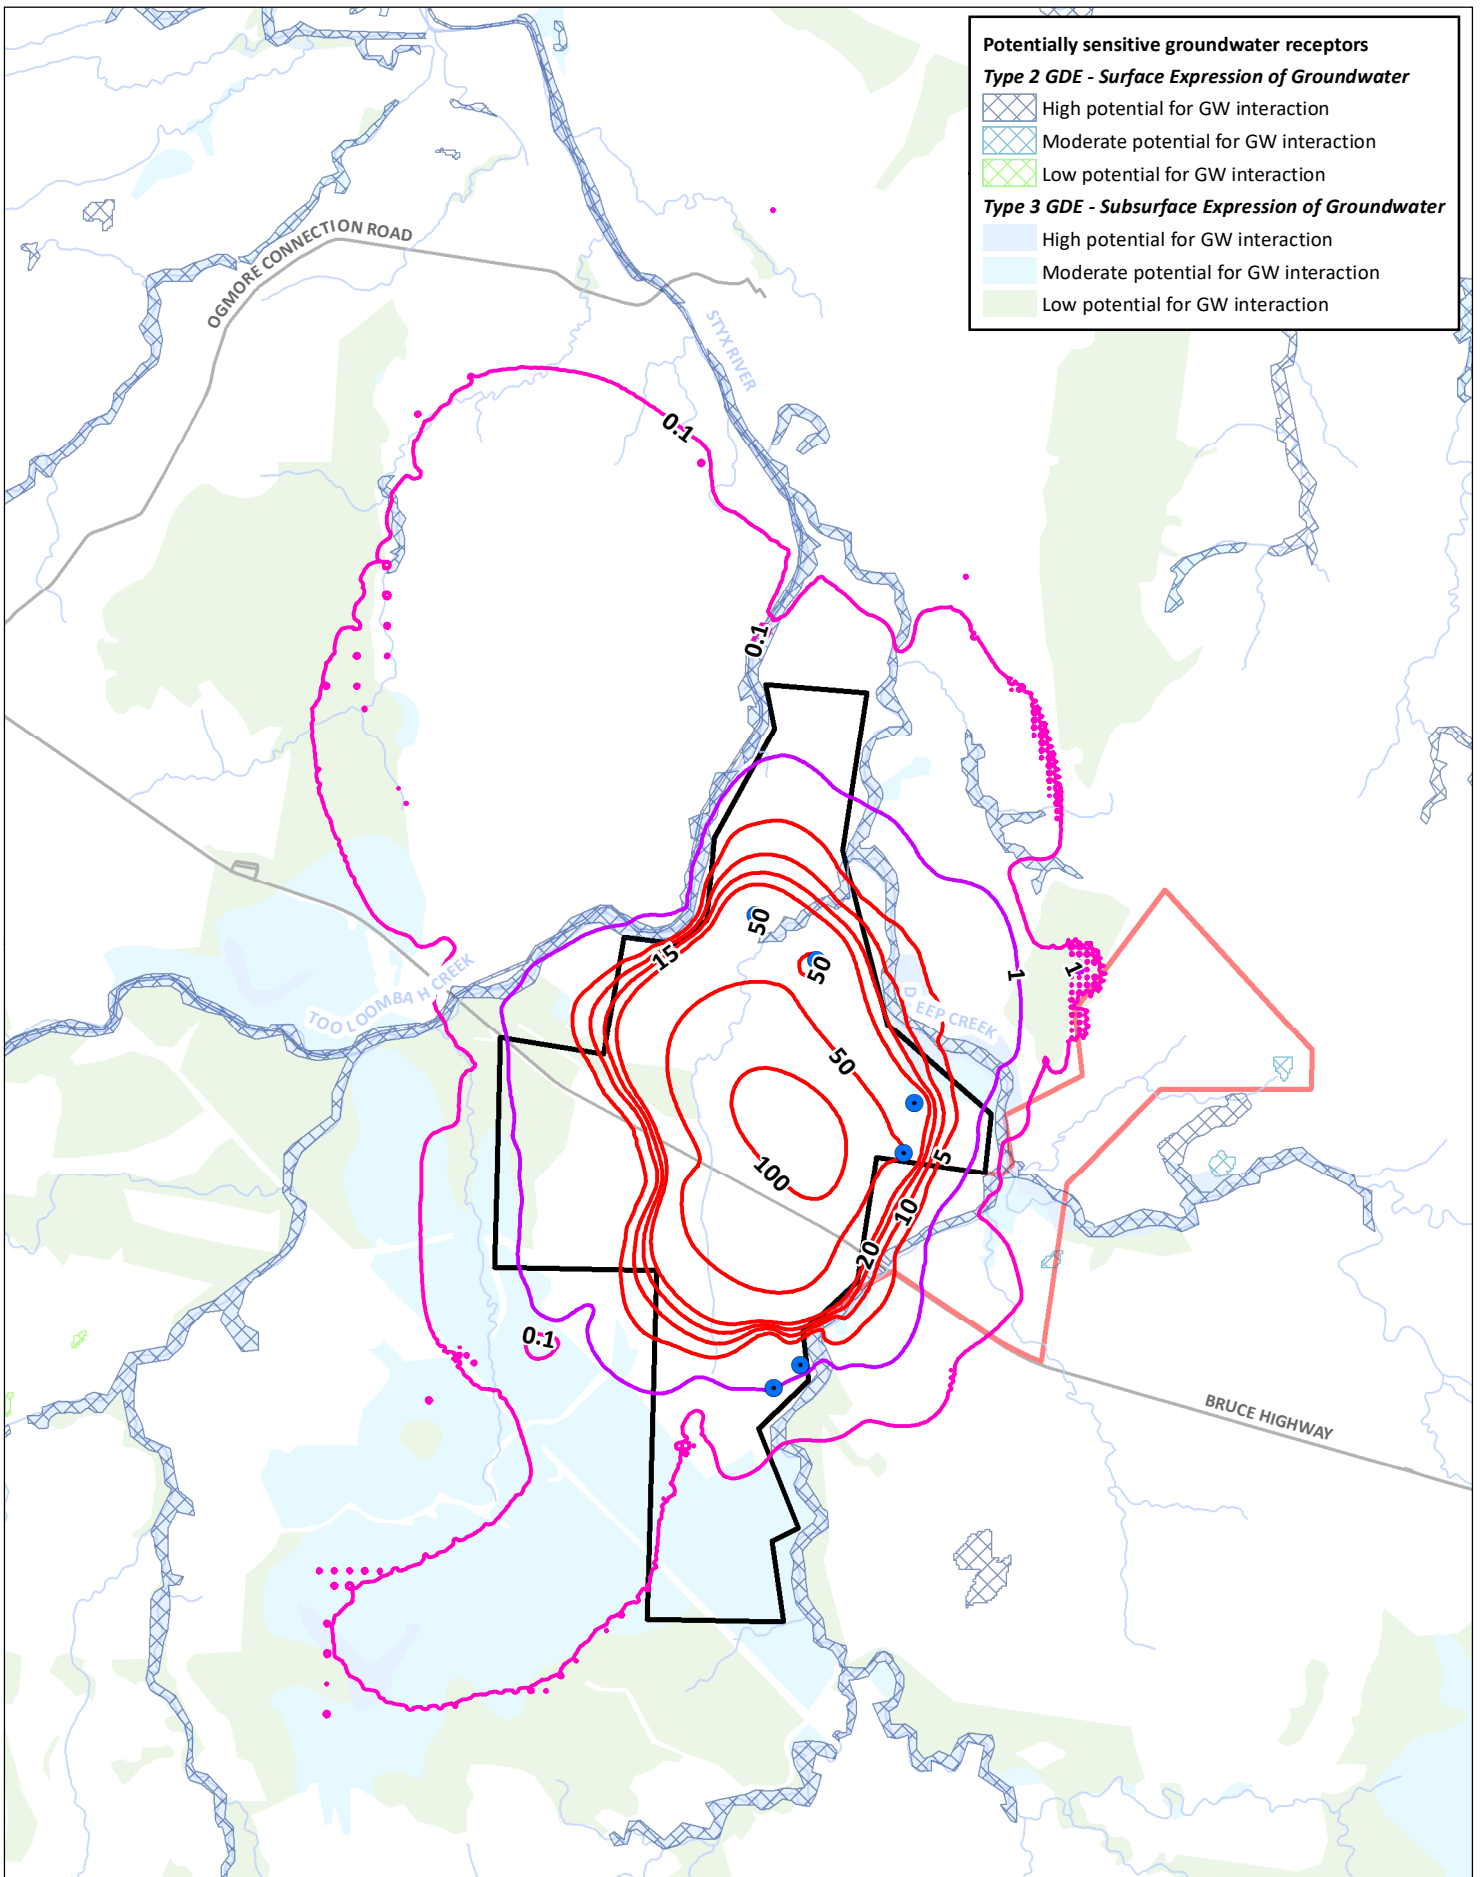 Potentially sensitive groundwater receptors
Type 2 GDE - Surface Expression of Groundwater
High potential for GW interaction
Moderate potential for GW interaction
Low potential for GW interaction
Type 3 GDE - Subsurface Expression of Groundwater
High potential for GW interaction
Moderate potential for GW interaction
Low potential for GW interaction
OGMORE CONNECTION ROAD
STYX RIVER
0.1
0.1
50
15
50
1
1
TOOLOOMBAH CREEK
DEEP CREEK
50
100
5
10
20
0.1
BRUCE HIGHWAY